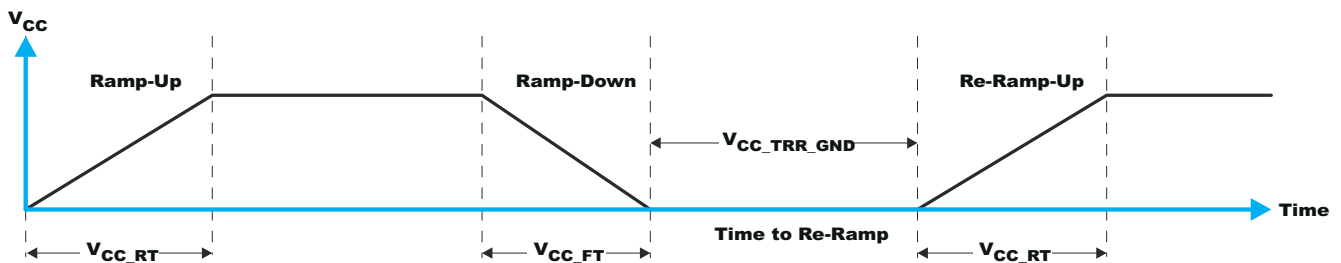 VCC
Ramp-Up
Ramp-Down
Re-Ramp-Up
VCC_TRR_GND
Time
Time to Re-Ramp
VCC_RT
VCC_FT
VCC_RT